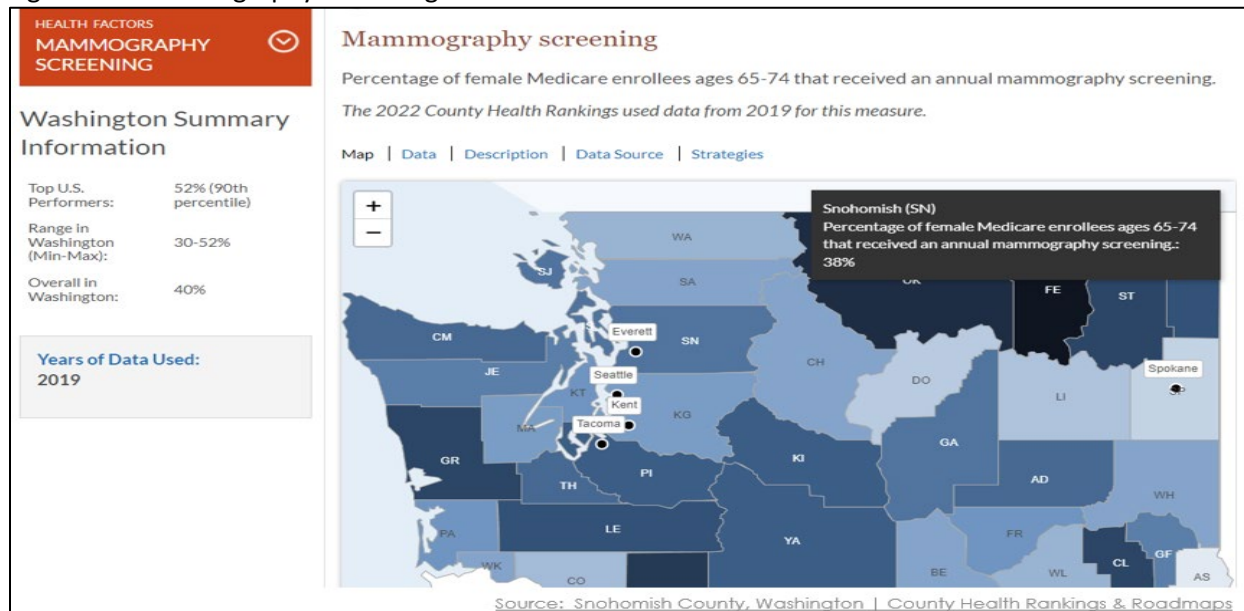 HEALTH FACTORS
MAMMOGRAPHY
SCREENING
Washington Summary
Information
Top U.S.
Performers:
52% (90th
percentile)
Range in
Washington
(Min-Max):
30-52%
Overall in
Washington:
40%
Years of Data Used:
2019
Mammography screening
Percentage of female Medicare enrollees ages 65-74 that received an annual mammography screening.
The 2022 County Health Rankings used data from 2019 for this measure.
Map | Data | Description | Data Source | Strategies
+
−
Snohomish (SN)
Percentage of female Medicare enrollees ages 65-74
that received an annual mammography screening.:
38%
WA
SJ
SA
FE
ST
CM
Everett
SN
JE
Seattle
CH
DO
Spokane
LI
KT
Kent
KG
MA
Tacoma
GA
GR
PI
KI
AD
TH
WH
PA
LE
YA
FR
WK
CO
BE
WL
CL
GF
AS
Source: Snohomish County, Washington | County Health Rankings & Roadmaps